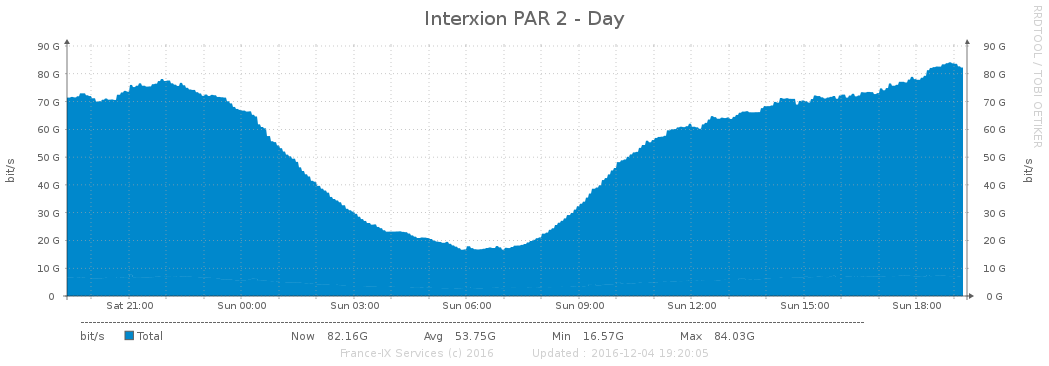 Interxion PAR 2 - Day
RRDTOOL / TOBI OETIKER
bit/s
90 G 90 G
80 G 80 G
70 G 70 G
60 G 60 G
50 G 50 G
40 G 40 G
30 G 30 G
20 G 20 G
10 G 10 G
0 0 G
bit/s
Sat 21:00 Sun 00:00 Sun 03:00 Sun 06:00 Sun 09:00 Sun 12:00 Sun 15:00 Sun 18:00
bit/s Total Now 82.16G Avg 53.75G Min 16.57G Max 84.03G
France-IX Services (c) 2016 Updated : 2016-12-04 19:20:05